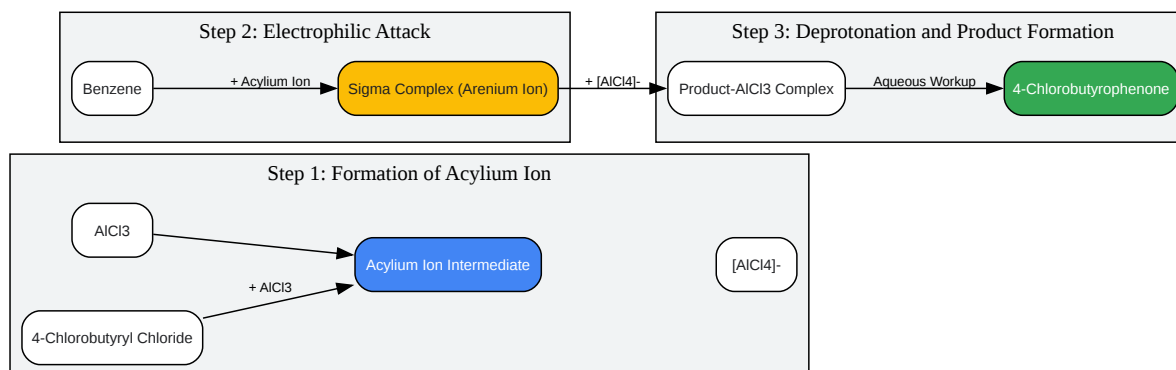 Step 2: Electrophilic Attack
Benzene
+ Acylium Ion
Sigma Complex (Arenium Ion)
+ [AlCl4]-
Step 3: Deprotonation and Product Formation
Product-AlCl3 Complex
Aqueous Workup
4-Chlorobutyrophenone
Step 1: Formation of Acylium Ion
AlCl3
+ AlCl3
4-Chlorobutyryl Chloride
Acylium Ion Intermediate
[AlCl4]-